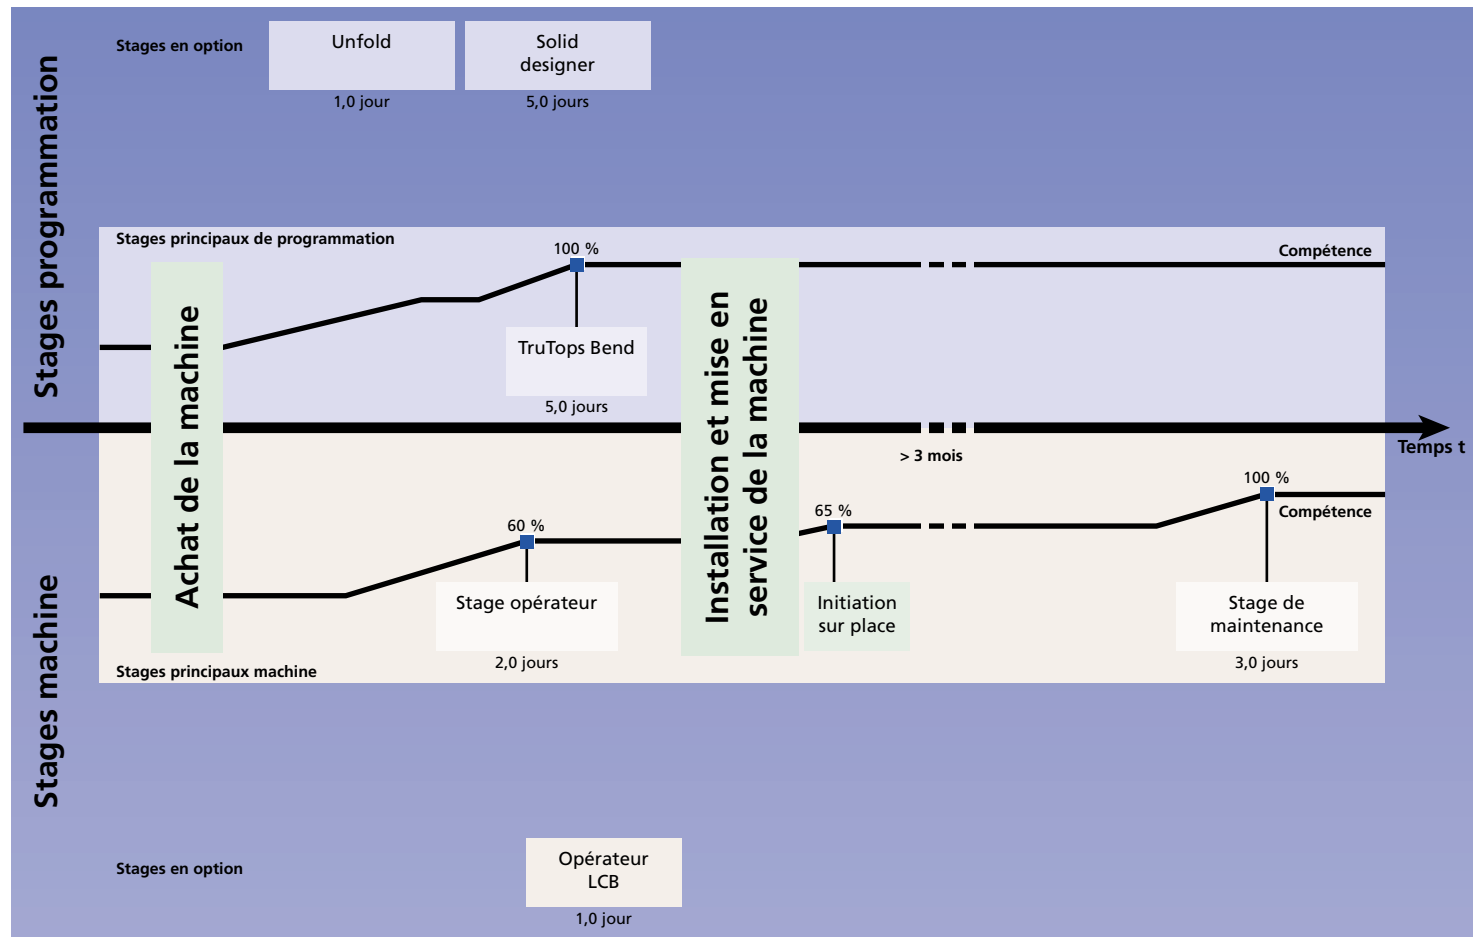 Stages programmation
Stages en option
Unfold
1,0 jour
Solid
designer
5,0 jours
Stages principaux de programmation
100 %
Compétence
TruTops Bend
5,0 jours
Achat de la machine
Installation et mise en
service de la machine
Temps t
> 3 mois
Stages machine
60 %
65 %
100 %
Compétence
Stage opérateur
2,0 jours
Initiation
sur place
Stage de
maintenance
3,0 jours
Stages principaux machine
Stages en option
Opérateur
LCB
1,0 jour